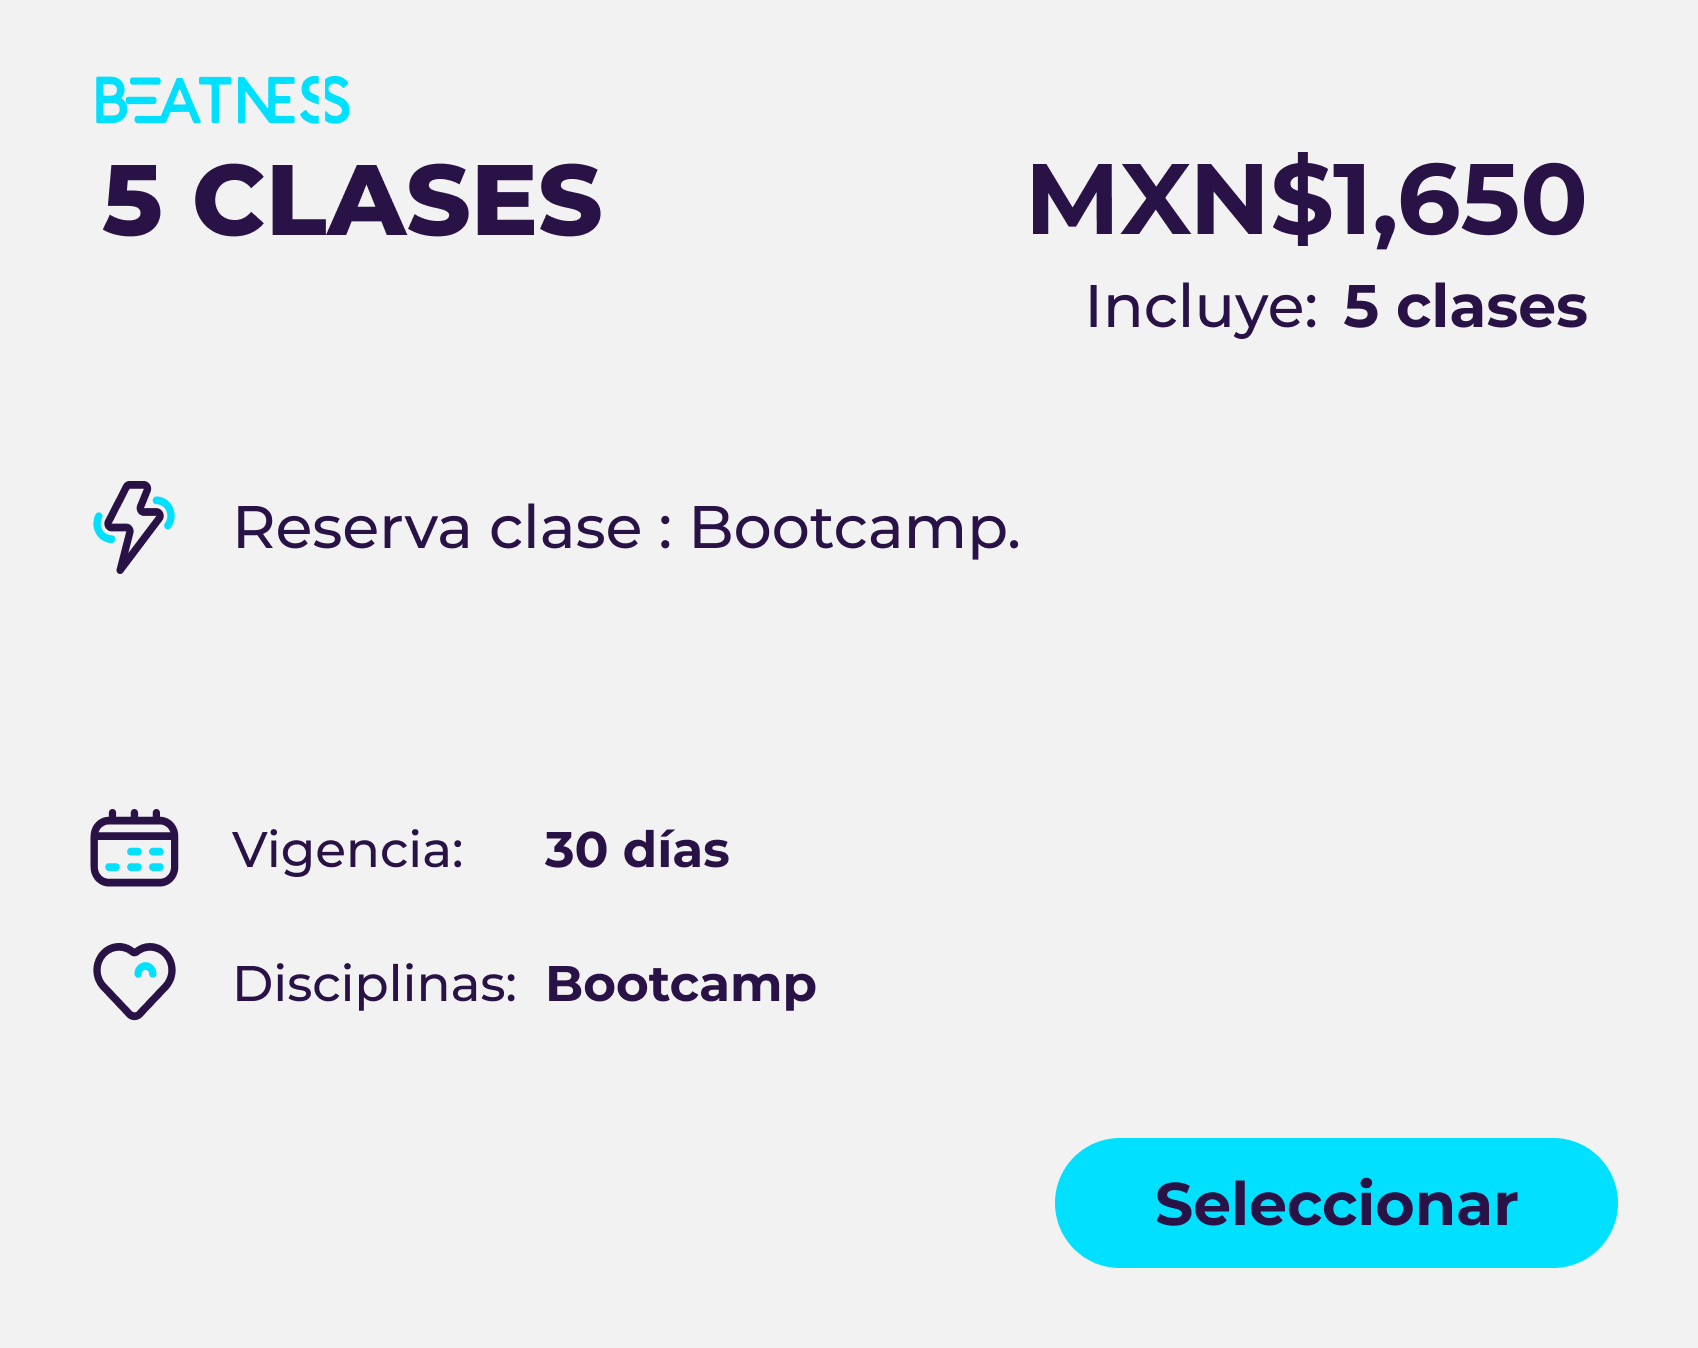 BEATNESS
5 CLASES
MXN$1,650
Incluye: 5 clases
Reserva clase : Bootcamp.
Vigencia: 30 días
Disciplinas: Bootcamp
Seleccionar